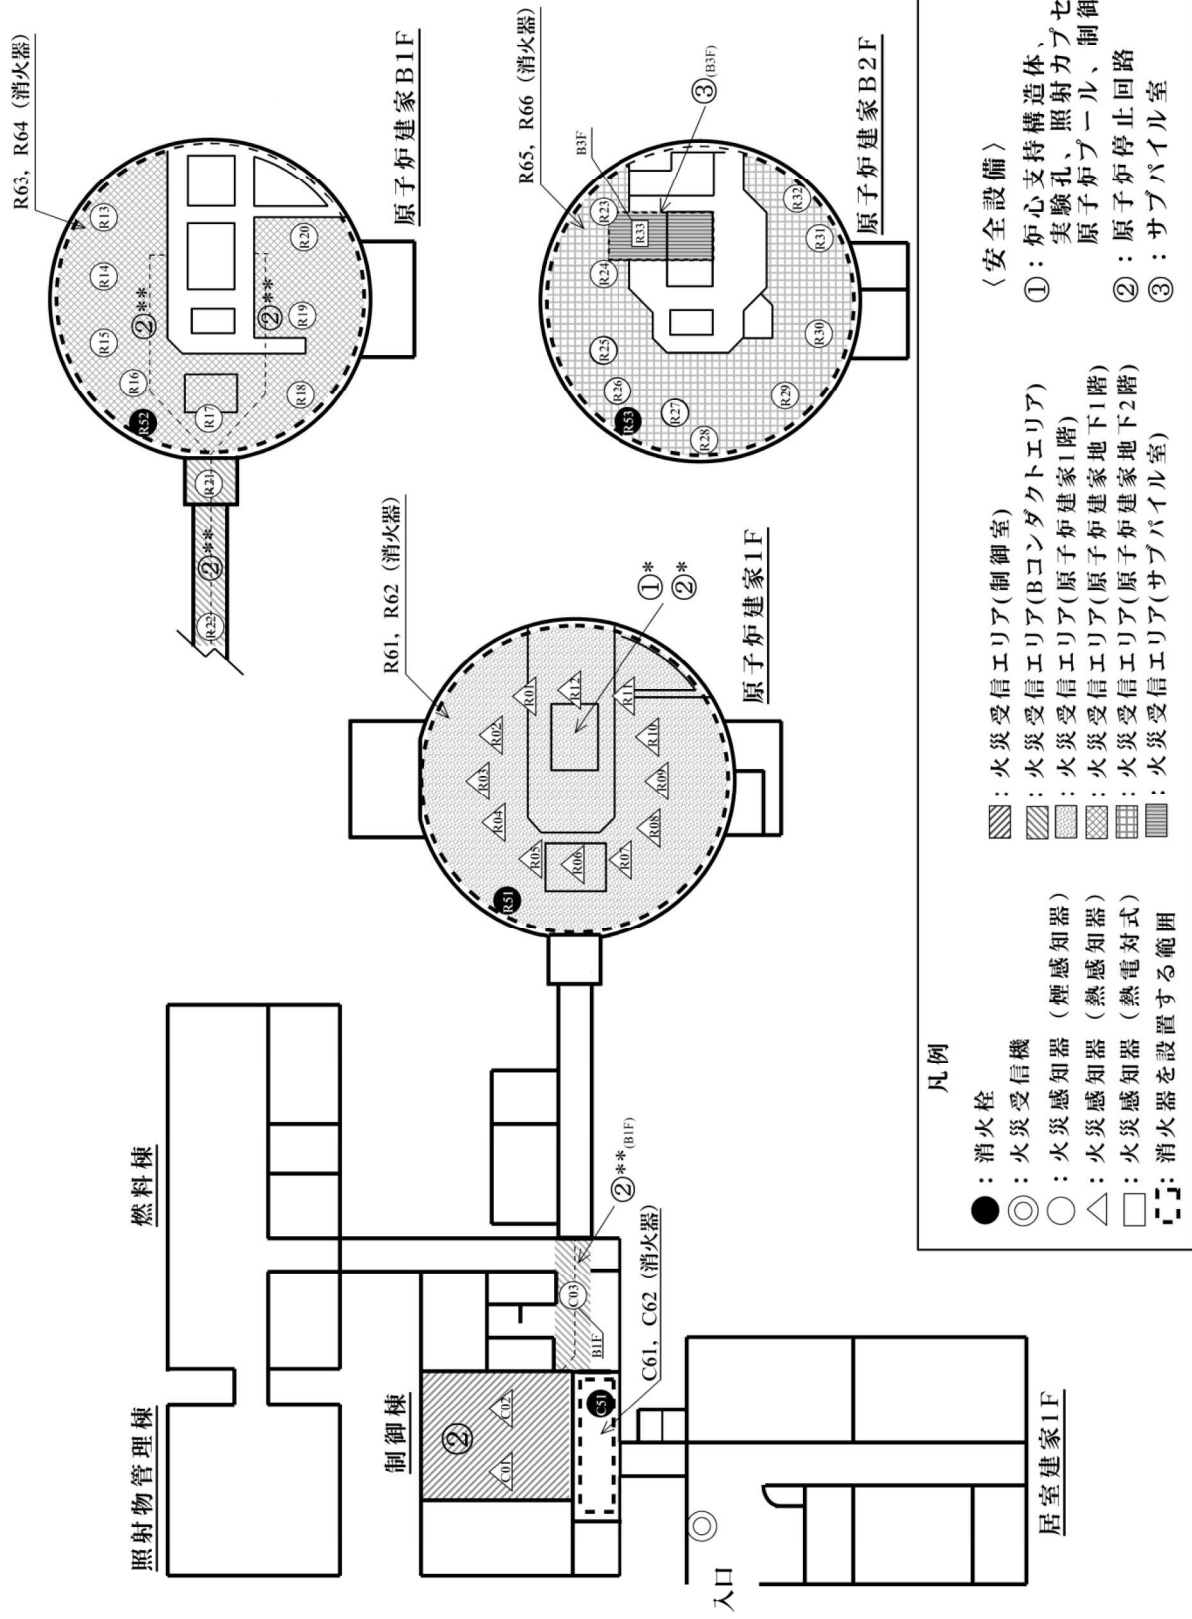 燃料棟
照射物管理棟
制御棟
②
C01
C02
C51
C03
B1F
②**(B1F)
C61, C62 (消火器)
入口
居室建家1F
R61, R62 (消火器)
R51
R01
R02
R03
R04
R05
R06
R07
R08
R09
R10
R11
R12
①*
②*
原子炉建家1F
R63, R64 (消火器)
R13
R14
R15
R16
R52
R17
R18
R19
R20
R21
R22
②**
②**
②**
原子炉建家B1F
R65, R66 (消火器)
B3F
③(B3F)
R23
R33
R24
R25
R26
R53
R27
R28
R29
R30
R31
R32
原子炉建家B2F
凡例
●:消火栓
◎:火災受信機
○:火災感知器 (煙感知器)
△:火災感知器 (熱感知器)
□:火災感知器 (熱電対式)
:消火器を設置する範囲
:火災受信エリア(制御室)
:火災受信エリア(Bコンダクトエリア)
:火災受信エリア(原子炉建家1階)
:火災受信エリア(原子炉建家地下1階)
:火災受信エリア(原子炉建家地下2階)
:火災受信エリア(サブパイル室)
〈安全設備〉
①:炉心支持構造体、
実験孔、照射カプセ
原子炉プール、制御
②:原子炉停止回路
③:サブパイル室